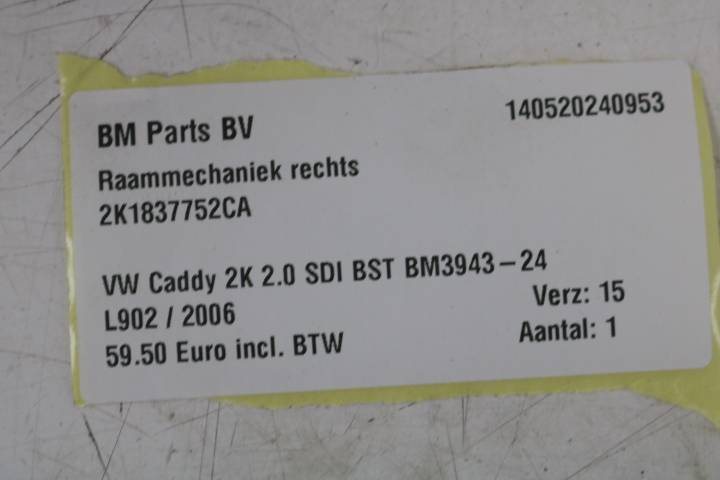 BM Parts BV 140520240953
Raammechaniek rechts
2K1837752CA
VW Caddy 2K 2.0 SDI BST BM3943-24
L902 / 2006 Verz: 15
59.50 Euro incl. BTW Aantal: 1